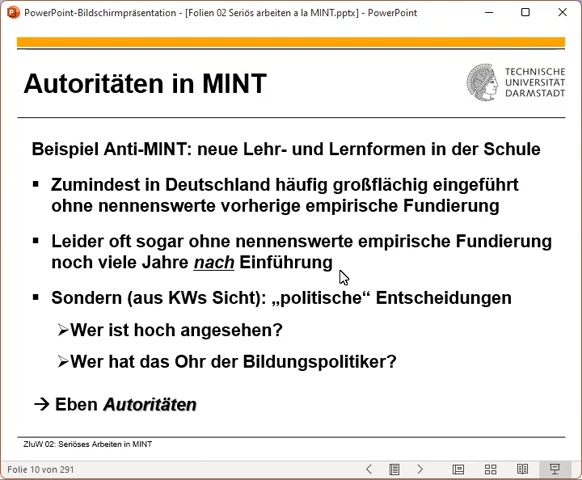 PowerPoint-Bildschirmpräsentation - [Folien 02 Seriös arbeiten a la MINT.pptx] - PowerPoint
Autoritäten in MINT
TECHNISCHE
UNIVERSITÄT
DARMSTADT
Beispiel Anti-MINT: neue Lehr- und Lernformen in der Schule
▪ Zumindest in Deutschland häufig großflächig eingeführt
ohne nennenswerte vorherige empirische Fundierung
▪ Leider oft sogar ohne nennenswerte empirische Fundierung
noch viele Jahre nach Einführung
▪ Sondern (aus KWs Sicht): „politische“ Entscheidungen
➢Wer ist hoch angesehen?
➢Wer hat das Ohr der Bildungspolitiker?
→ Eben Autoritäten
ZIuW 02: Seriöses Arbeiten in MINT
Folie 10 von 291